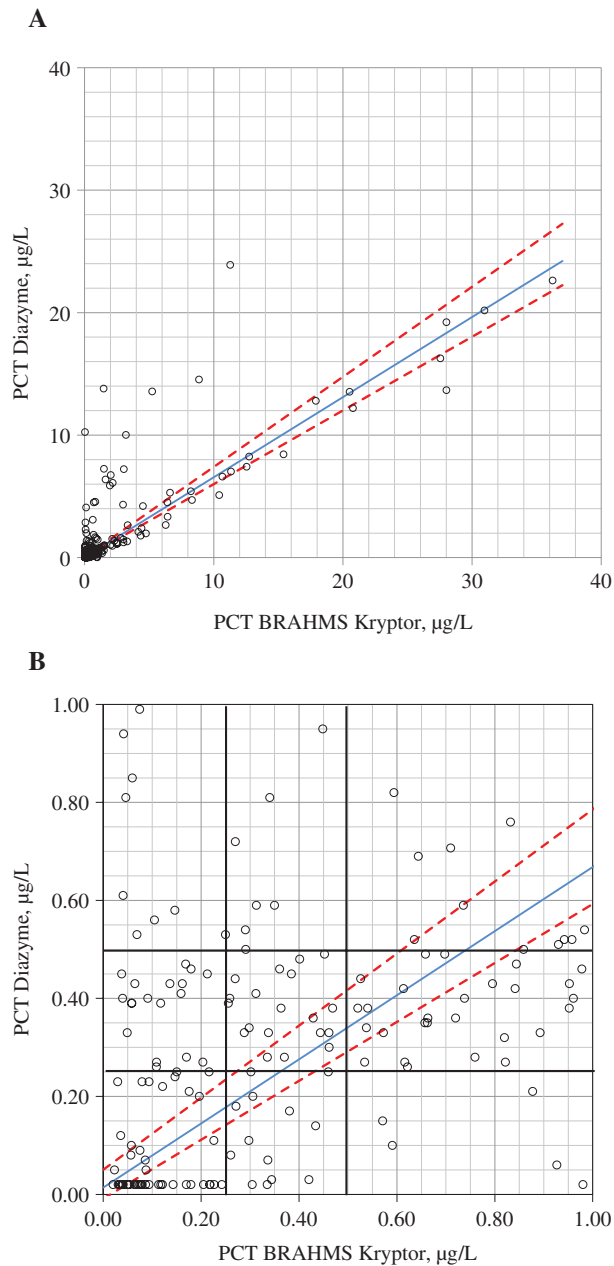 A
40
30
20
10
0
PCT Diazyme, µg/L
0 10 20 30 40
PCT BRAHMS Kryptor, µg/L
B
1.00
0.80
0.60
0.40
0.20
0.00
PCT Diazyme, µg/L
0.00 0.20 0.40 0.60 0.80 1.00
PCT BRAHMS Kryptor, µg/L